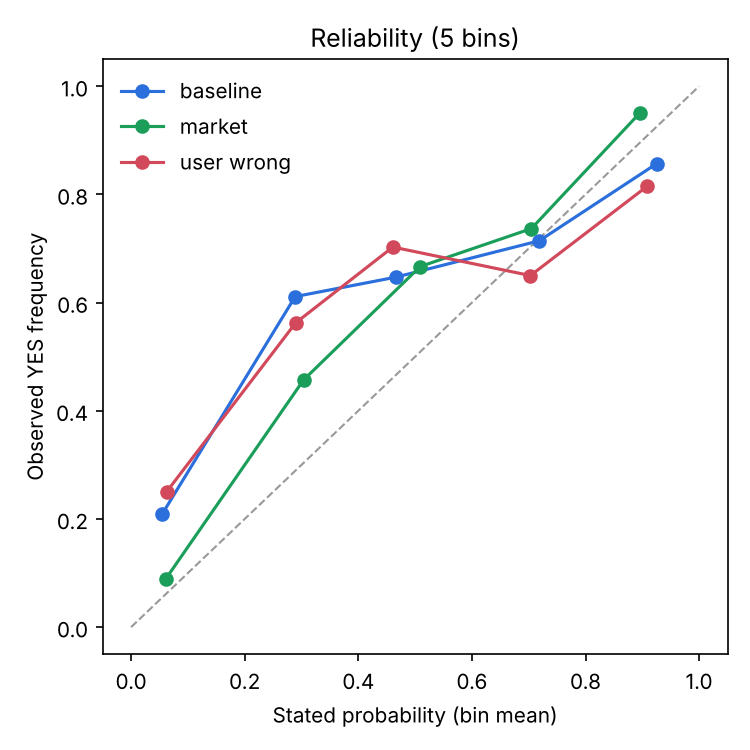 Reliability (5 bins)
baseline
market
user wrong
1.0
0.8
0.6
0.4
0.2
0.0
Observed YES frequency
0.0 0.2 0.4 0.6 0.8 1.0
Stated probability (bin mean)